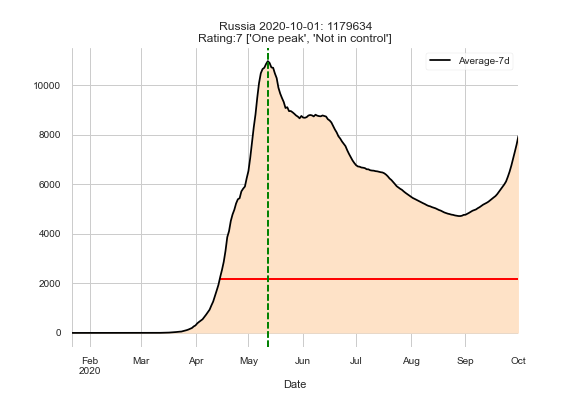 Russia 2020-10-01: 1179634
Rating:7 ['One peak', 'Not in control']
Average-7d
10000
8000
6000
4000
2000
0
Feb
2020
Mar
Apr
May
Jun
Jul
Aug
Sep
Oct
Date